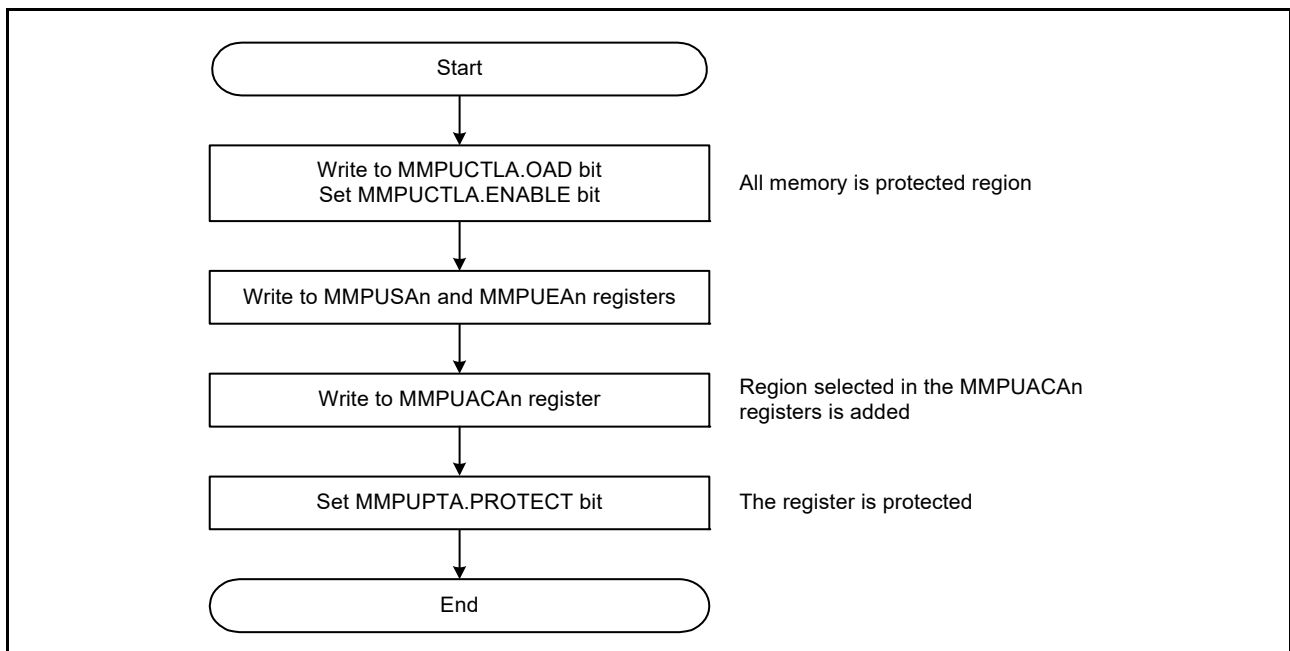 Start
Write to MMPUCTLA.OAD bit
Set MMPUCTLA.ENABLE bit
All memory is protected region
Write to MMPUSAn and MMPUEAn registers
Write to MMPUACAn register
Region selected in the MMPUACAn
registers is added
Set MMPUPTA.PROTECT bit
The register is protected
End